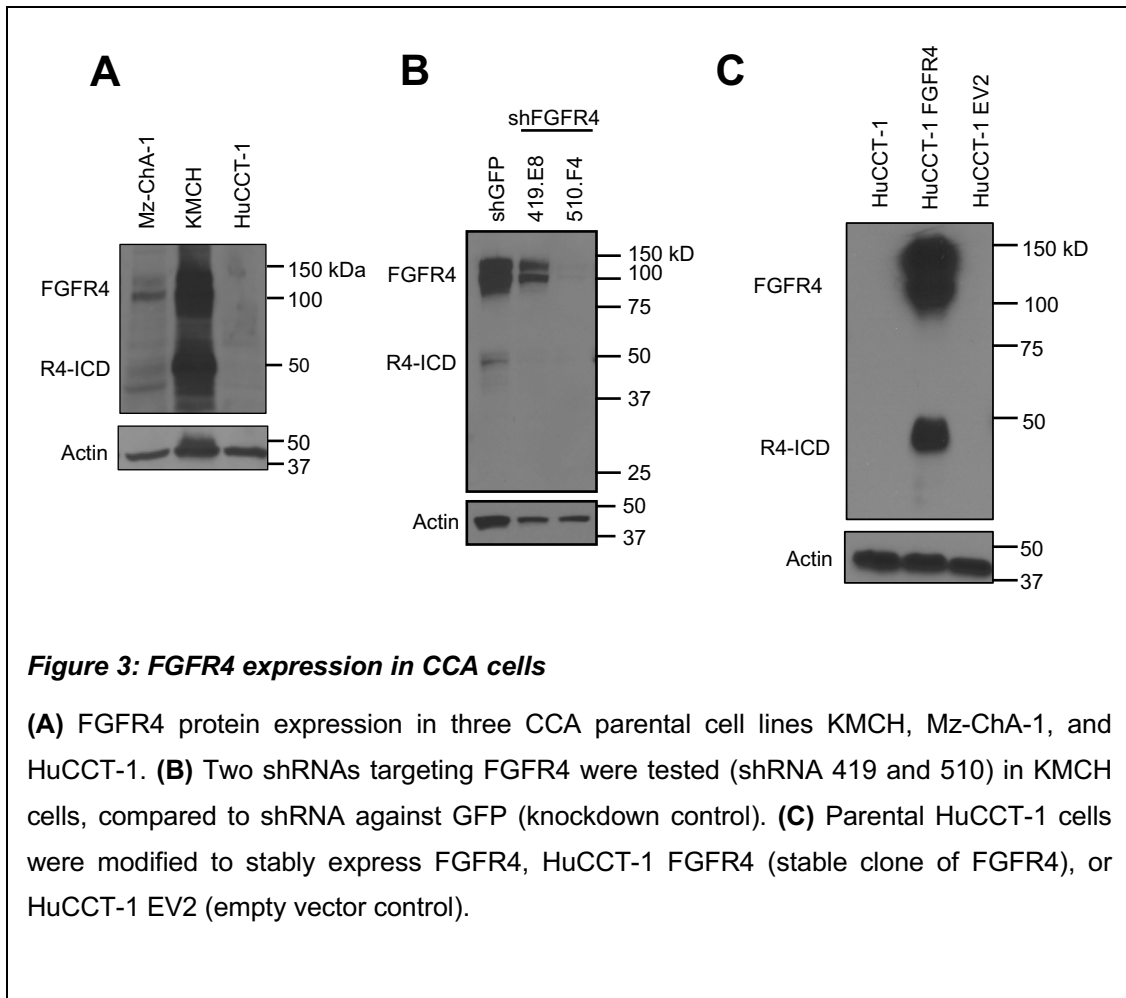 A
Mz-ChA-1
KMCH
HuCCT-1
FGFR4
R4-ICD
150 kDa
100
50
Actin
50
37
B
shFGFR4
shGFP
419.E8
510.F4
FGFR4
R4-ICD
150 kD
100
75
50
37
25
Actin
50
37
C
HuCCT-1
HuCCT-1 FGFR4
HuCCT-1 EV2
FGFR4
R4-ICD
150 kD
100
75
50
Actin
50
37
Figure 3: FGFR4 expression in CCA cells
(A) FGFR4 protein expression in three CCA parental cell lines KMCH, Mz-ChA-1, and
HuCCT-1. (B) Two shRNAs targeting FGFR4 were tested (shRNA 419 and 510) in KMCH
cells, compared to shRNA against GFP (knockdown control). (C) Parental HuCCT-1 cells
were modified to stably express FGFR4, HuCCT-1 FGFR4 (stable clone of FGFR4), or
HuCCT-1 EV2 (empty vector control).